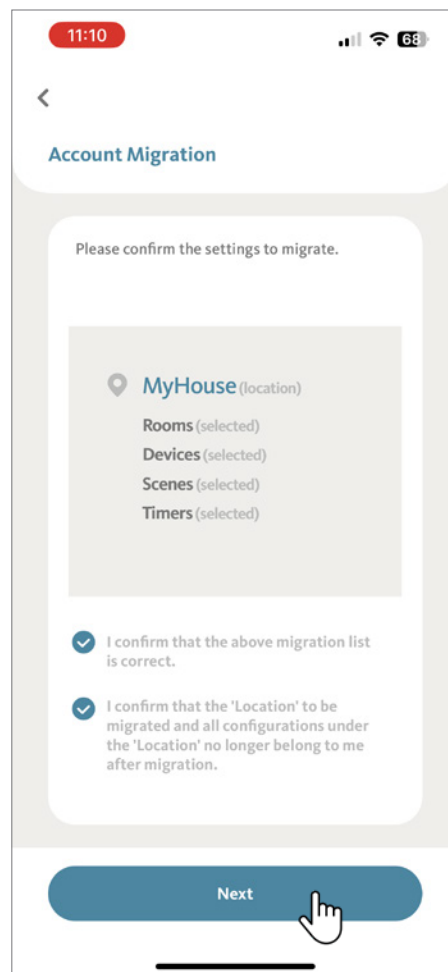 11:10
68
Account Migration
Please confirm the settings to migrate.
MyHouse (location)
Rooms (selected)
Devices (selected)
Scenes (selected)
Timers (selected)
I confirm that the above migration list
is correct.
I confirm that the 'Location' to be
migrated and all configurations under
the 'Location' no longer belong to me
after migration.
Next